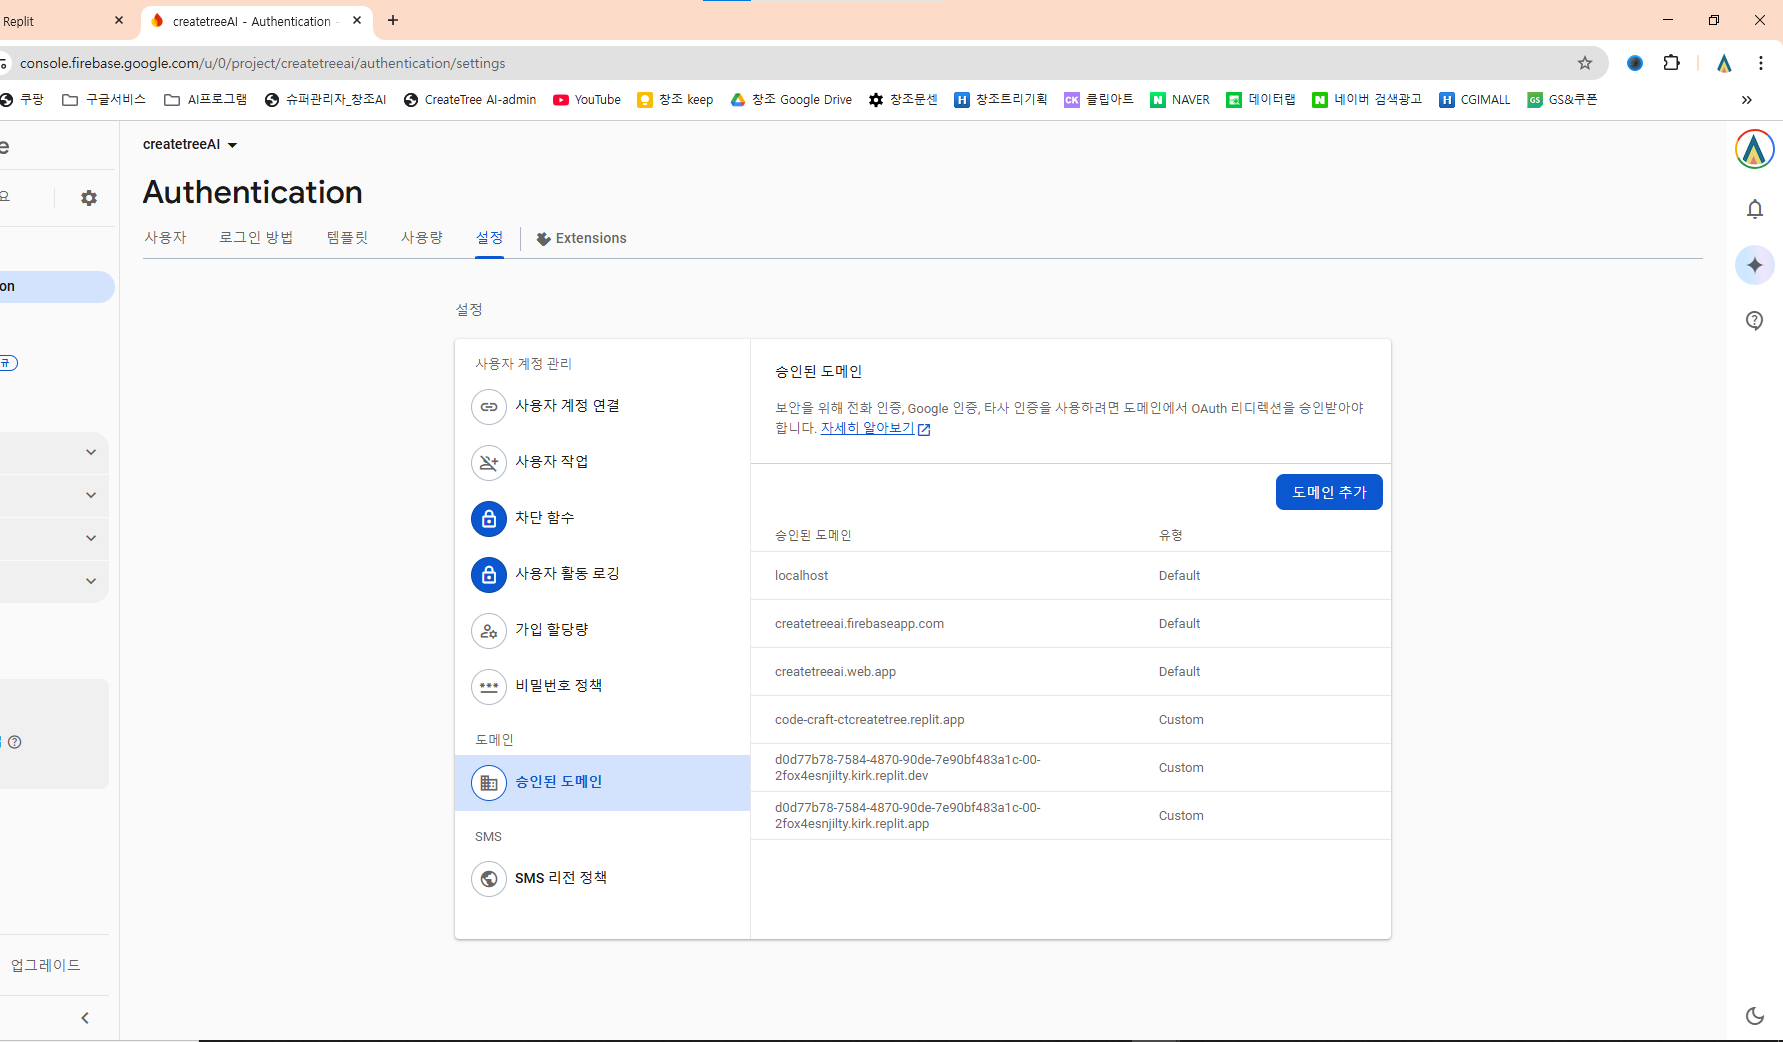 Replit
createtreeAI - Authentication -
console.firebase.google.com/u/0/project/createtreeai/authentication/settings
쿠팡
구글서비스
AI프로그램
슈퍼관리자_창조AI
CreateTree AI-admin
YouTube
창조 keep
창조 Google Drive
창조문센
창조트리기획
CK
클립아트
NAVER
데이터랩
네이버 검색광고
CGIMALL
GS
GS&쿠폰
e
요
on
규
업그레이드
createtreeAI
Authentication
사용자
로그인 방법
템플릿
사용량
설정
Extensions
설정
사용자 계정 관리
사용자 계정 연결
사용자 작업
차단 함수
사용자 활동 로깅
가입 할당량
비밀번호 정책
도메인
승인된 도메인
SMS
SMS 리전 정책
승인된 도메인
보안을 위해 전화 인증, Google 인증, 타사 인증을 사용하려면 도메인에서 OAuth 리디렉션을 승인받아야
합니다. 자세히 알아보기
도메인 추가
승인된 도메인 유형
localhost Default
createtreeai.firebaseapp.com Default
createtreeai.web.app Default
code-craft-ctcreatetree.replit.app Custom
d0d77b78-7584-4870-90de-7e90bf483a1c-00-
2fox4esnjilty.kirk.replit.dev
Custom
d0d77b78-7584-4870-90de-7e90bf483a1c-00-
2fox4esnjilty.kirk.replit.app
Custom